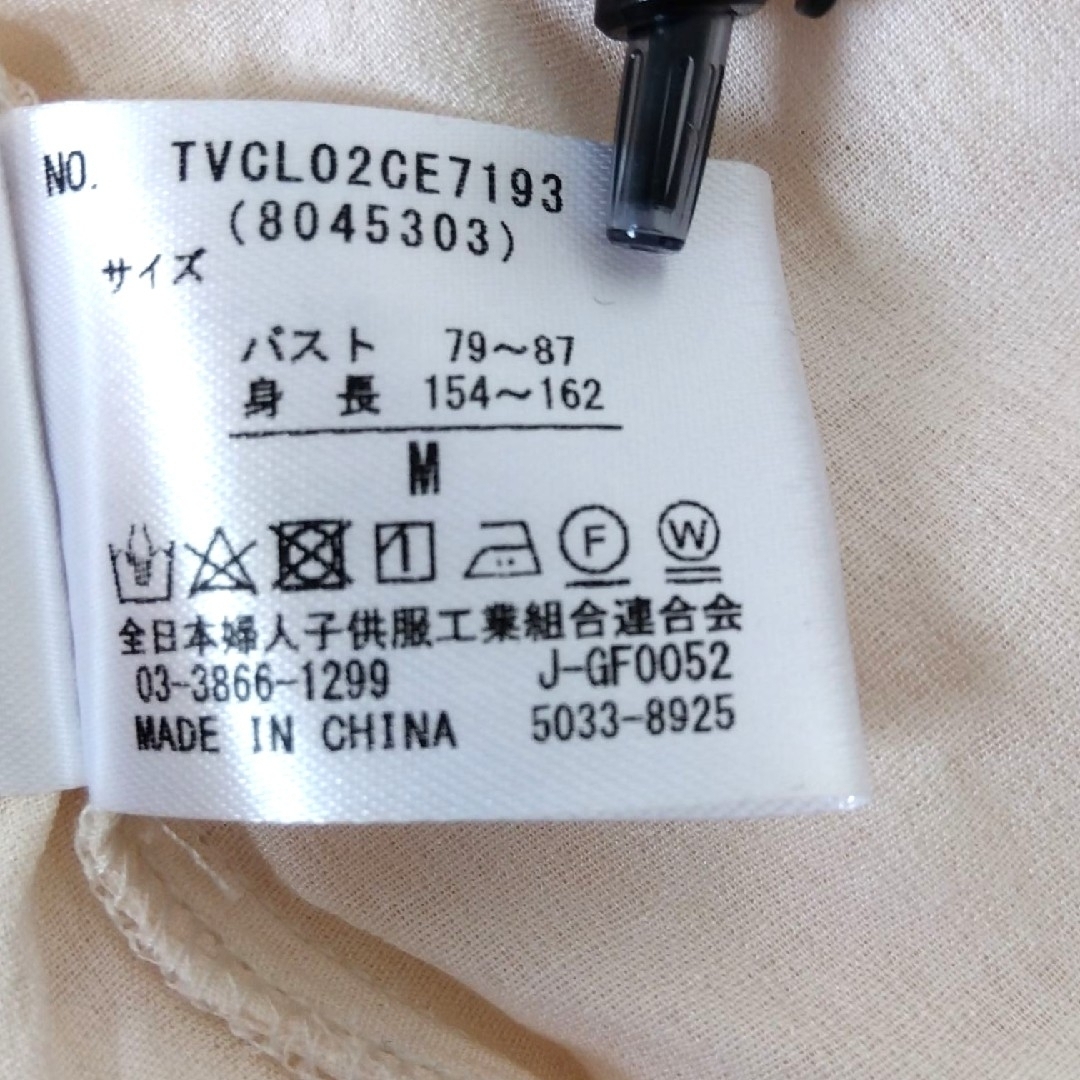 NO. TVCL02CE7193
(8045303)
サイズ
バスト 79～87
身 長 154～162
M
F W
全日本婦人子供服工業組合連合会
03-3866-1299 J-GF0052
MADE IN CHINA 5033-8925